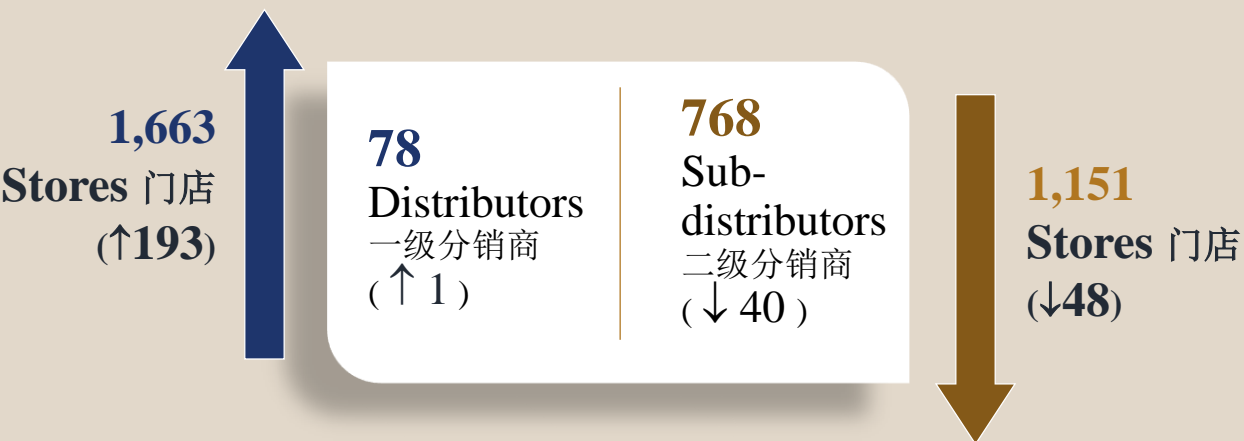 1,663
Stores 门店
(↑193)
78
Distributors
一级分销商
(↑ 1)
768
Sub-
distributors
二级分销商
(↓ 40)
1,151
Stores 门店
(↓48)